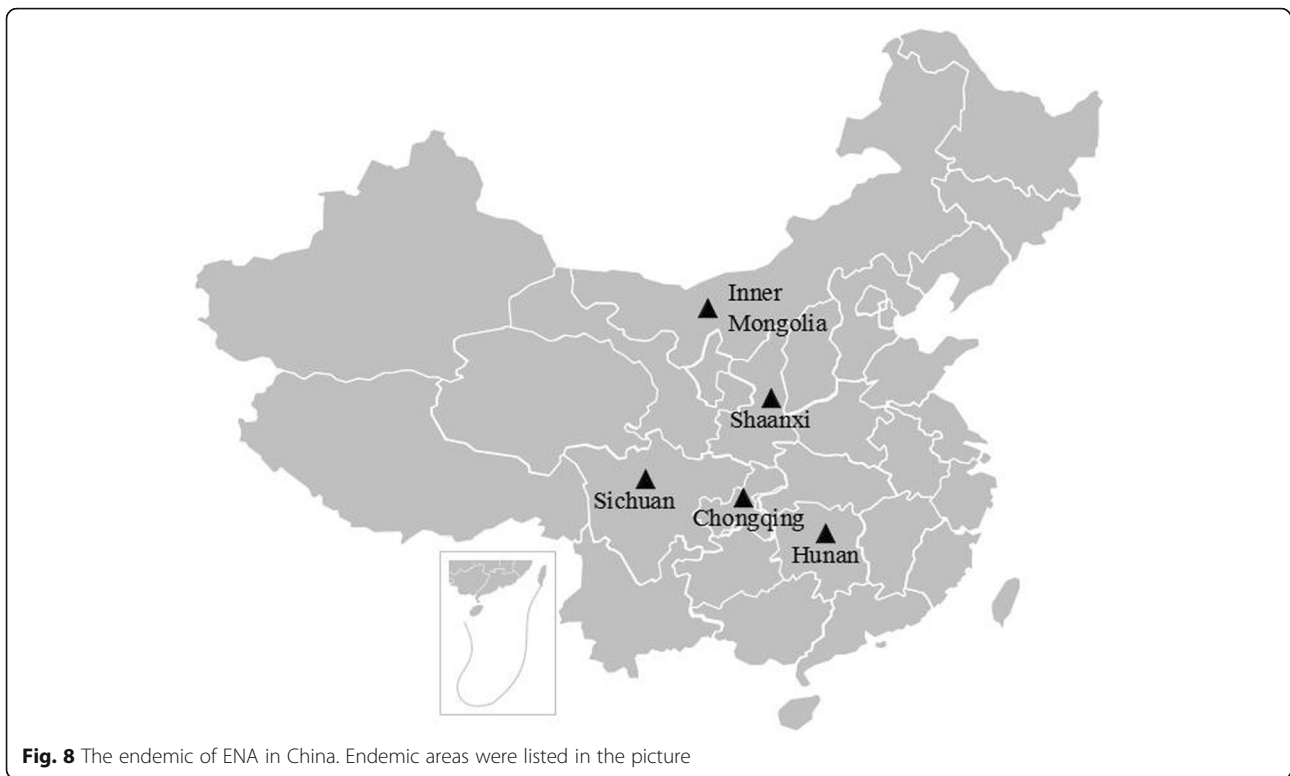 Inner
Mongolia
Shaanxi
Sichuan
Chongqing
Hunan
Fig. 8 The endemic of ENA in China. Endemic areas were listed in the picture